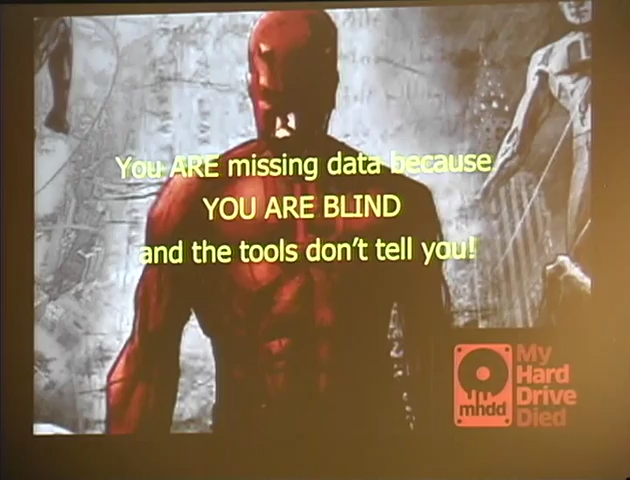 You ARE missing data because
YOU ARE BLIND
and the tools don't tell you!
mhdd
My
Hard
Drive
Died